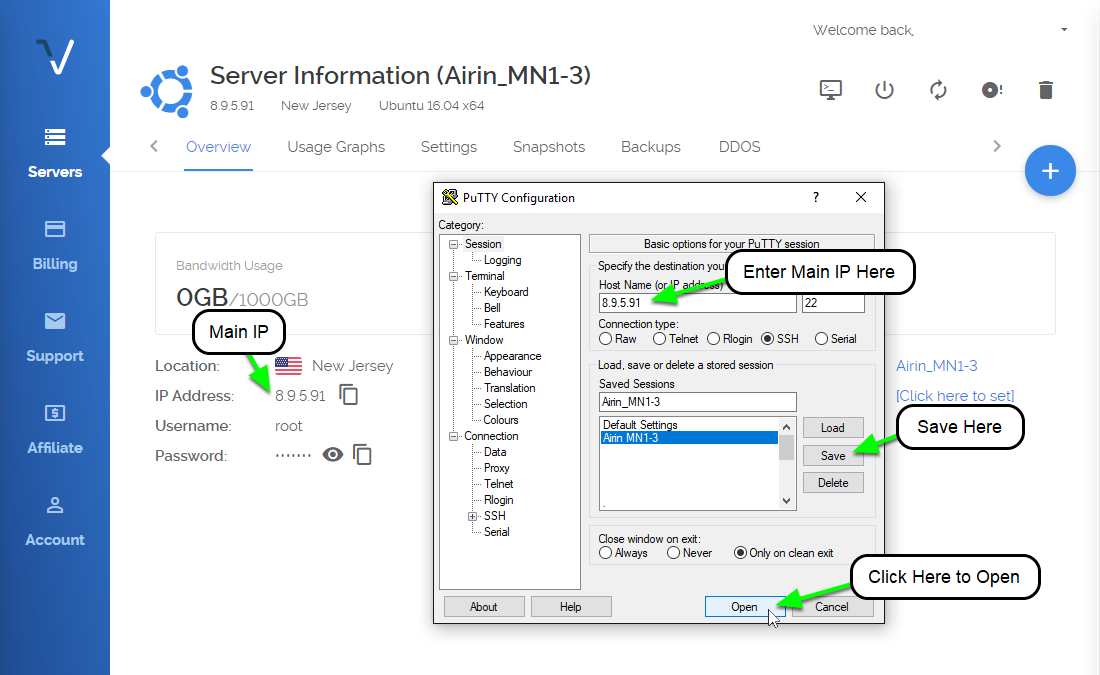 Welcome back,
Server Information (Airin_MN1-3)
8.9.5.91 New Jersey Ubuntu 16.04 x64
Overview Usage Graphs Settings Snapshots Backups DDOS
Servers
Billing
Support
Affiliate
Account
Bandwidth Usage
0GB/1000GB
Main IP
Location: New Jersey
IP Address: 8.9.5.91
Username: root
Password: ·······
Airin_MN1-3
[Click here to set]
PuTTY Configuration ? ×
Category:
Session
Logging
Terminal
Keyboard
Bell
Features
Window
Appearance
Behaviour
Translation
Selection
Colours
Connection
Data
Proxy
Telnet
Rlogin
SSH
Serial
Basic options for your PuTTY session
Specify the destination you
Host Name (or IP address)
Enter Main IP Here
8.9.5.91 22
Connection type:
Raw Telnet Rlogin SSH Serial
Load, save or delete a stored session
Saved Sessions
Airin_MN1-3
Default Settings
Airin MN1-3
Load
Save
Delete
Save Here
Close window on exit:
Always Never Only on clean exit
Click Here to Open
About Help Open Cancel